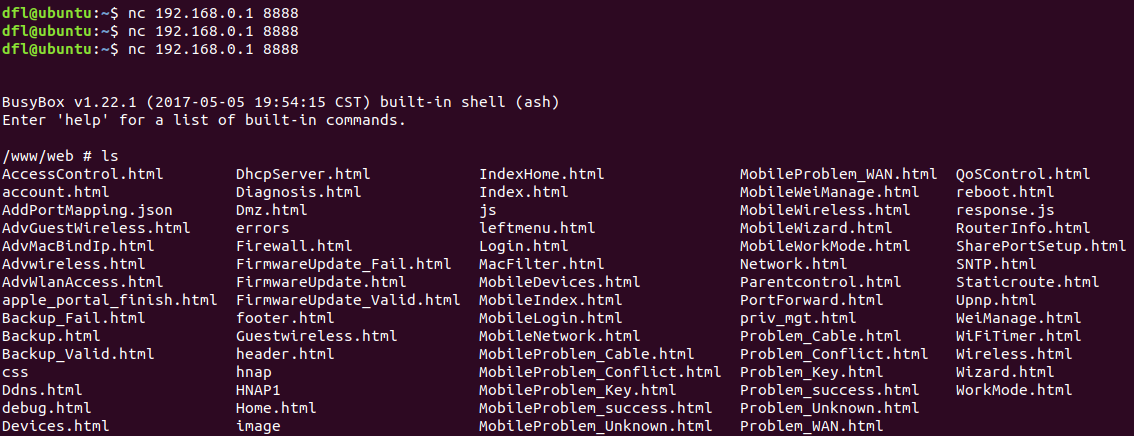 dfl@ubuntu:~$ nc 192.168.0.1 8888
dfl@ubuntu:~$ nc 192.168.0.1 8888
dfl@ubuntu:~$ nc 192.168.0.1 8888
BusyBox v1.22.1 (2017-05-05 19:54:15 CST) built-in shell (ash)
Enter 'help' for a list of built-in commands.
/www/web # ls
AccessControl.html DhcpServer.html IndexHome.html MobileProblem_WAN.html QoSControl.html
account.html Diagnosis.html Index.html MobileWeiManage.html reboot.html
AddPortMapping.json Dmz.html js MobileWireless.html response.js
AdvGuestWireless.html errors leftmenu.html MobileWizard.html RouterInfo.html
AdvMacBindIp.html Firewall.html Login.html MobileWorkMode.html SharePortSetup.html
Advwireless.html FirmwareUpdate_Fail.html MacFilter.html Network.html SNTP.html
AdvWlanAccess.html FirmwareUpdate.html MobileDevices.html Parentcontrol.html Staticroute.html
apple_portal_finish.html FirmwareUpdate_Valid.html MobileIndex.html PortForward.html Upnp.html
Backup_Fail.html footer.html MobileLogin.html priv_mgt.html WeiManage.html
Backup.html Guestwireless.html MobileNetwork.html Problem_Cable.html WiFiTimer.html
Backup_Valid.html header.html MobileProblem_Cable.html Problem_Conflict.html Wireless.html
css hnap MobileProblem_Conflict.html Problem_Key.html Wizard.html
Ddns.html HNAP1 MobileProblem_Key.html Problem_success.html WorkMode.html
debug.html Home.html MobileProblem_success.html Problem_Unknown.html
Devices.html image MobileProblem_Unknown.html Problem_WAN.html